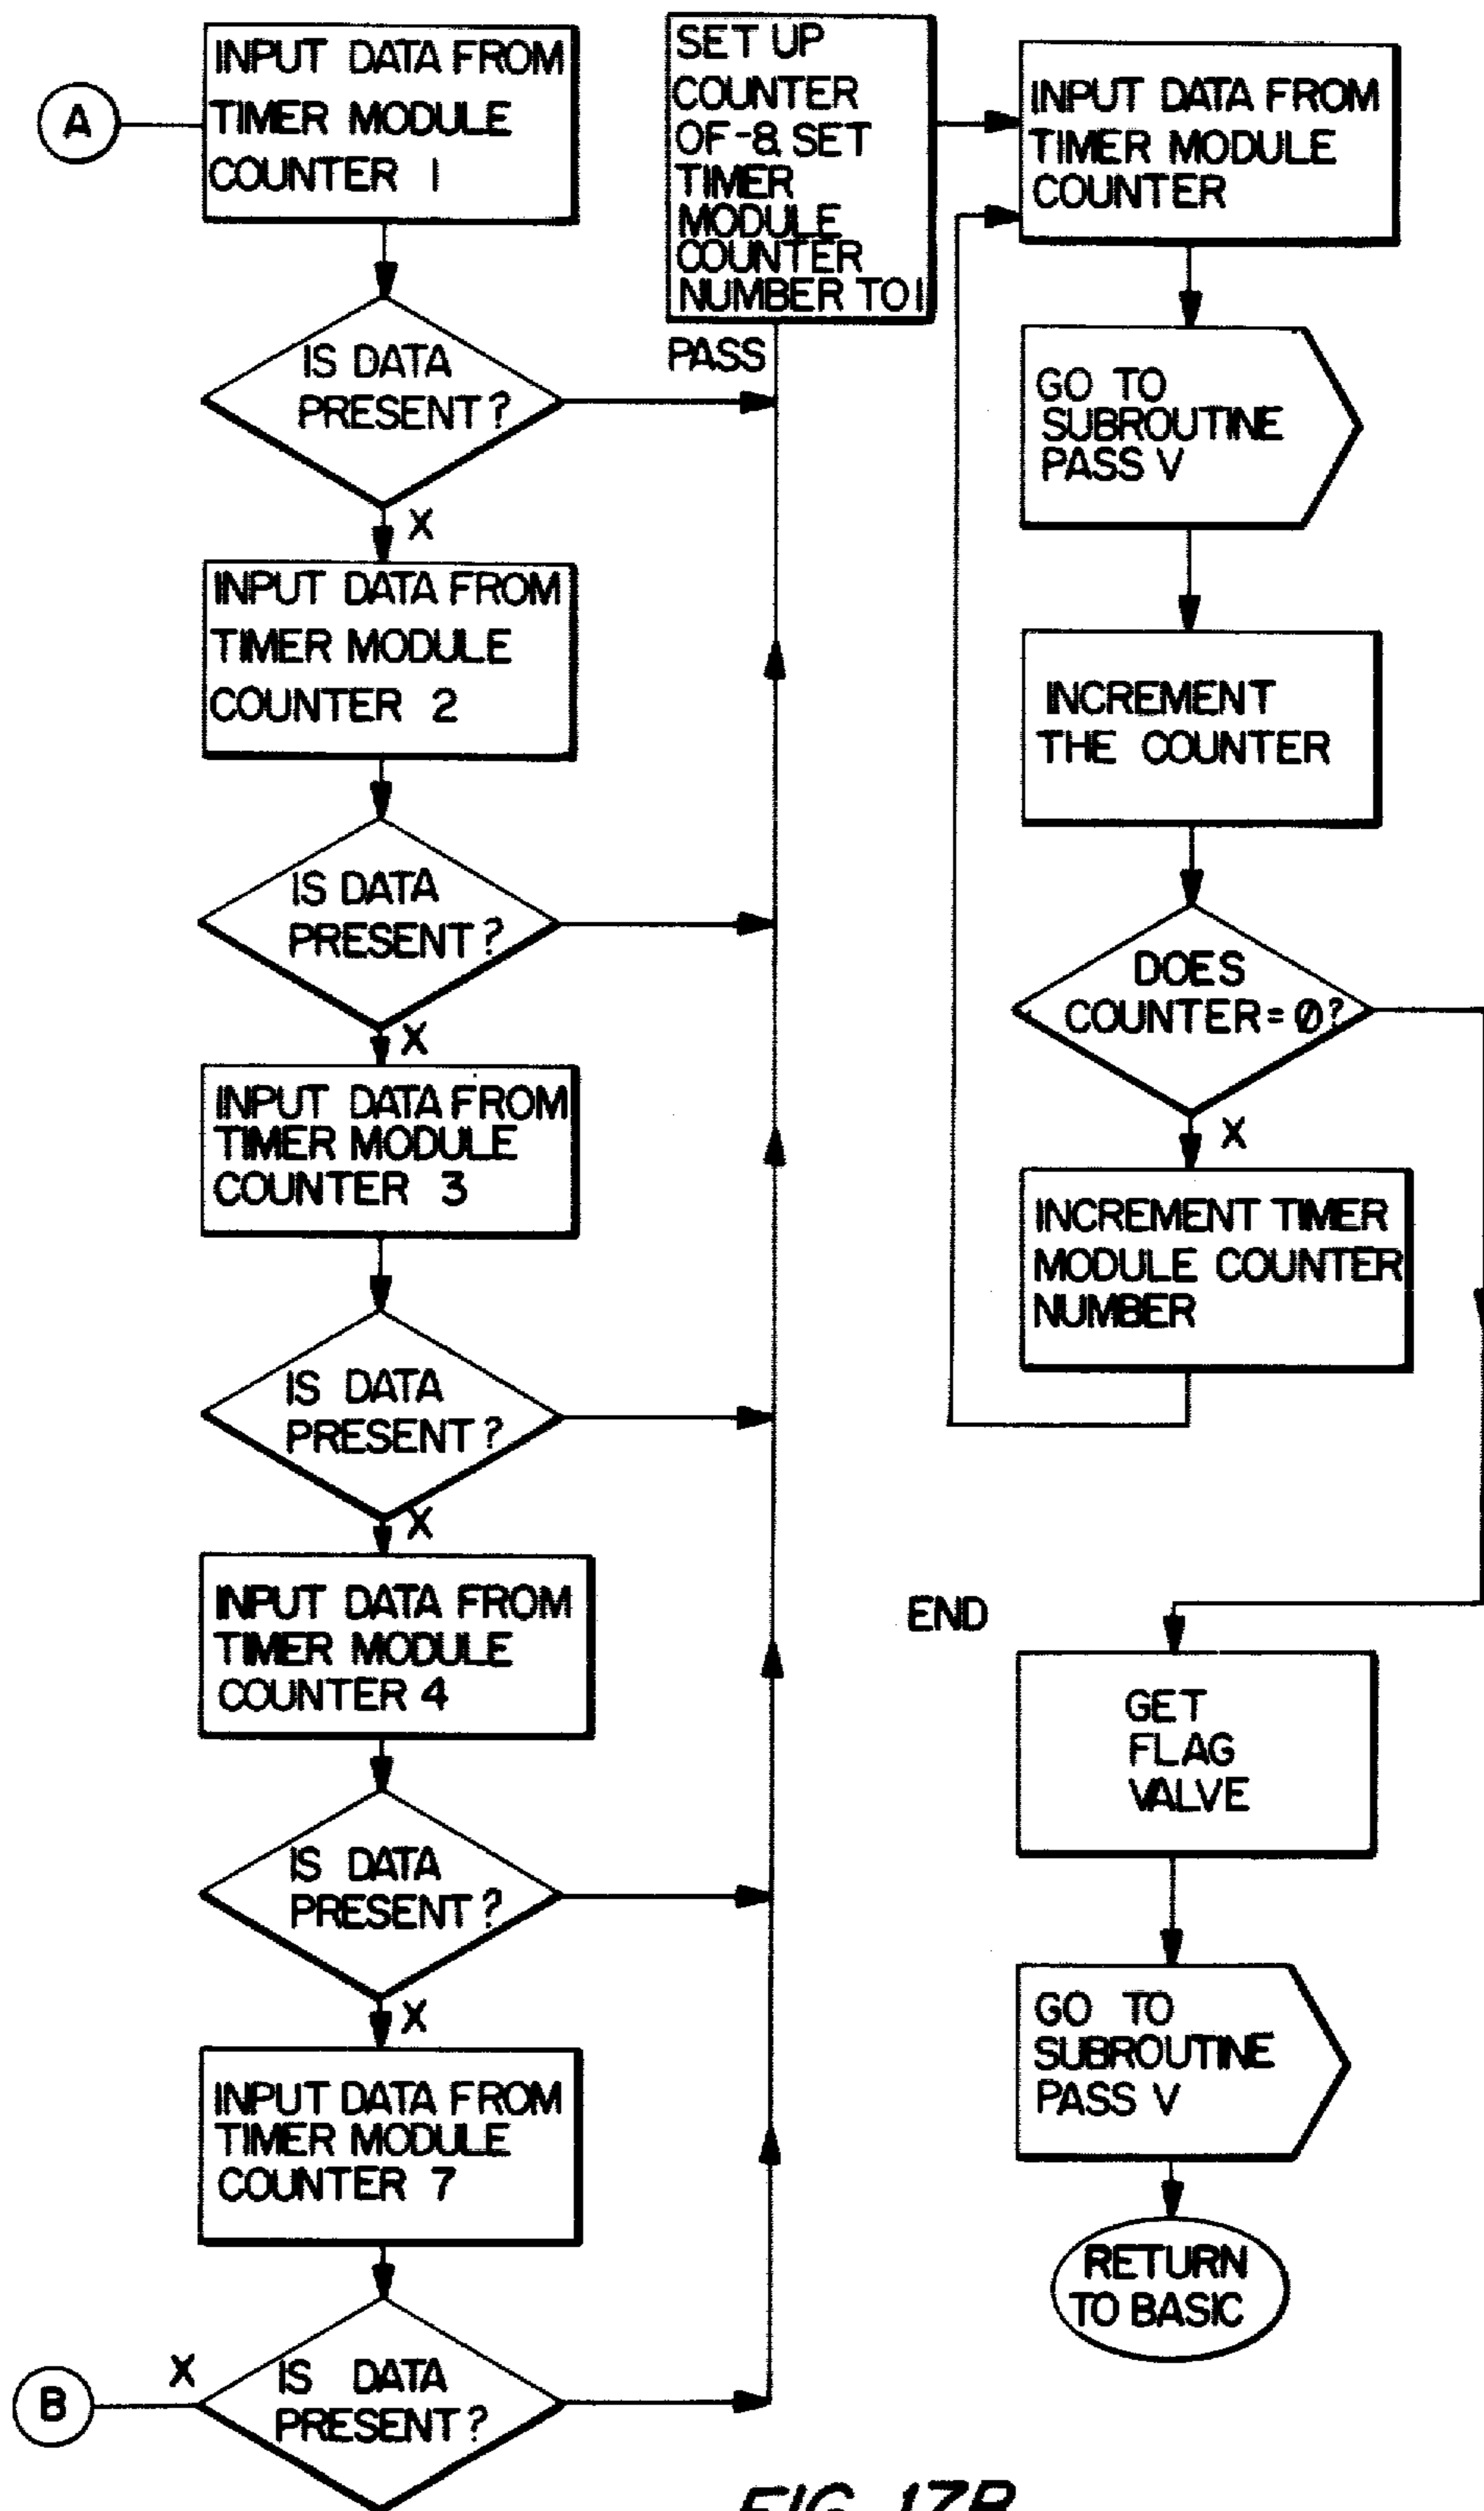 A
INPUT DATA FROM
TIMER MODULE
COUNTER 1
IS DATA
PRESENT?
X
INPUT DATA FROM
TIMER MODULE
COUNTER 2
IS DATA
PRESENT?
X
INPUT DATA FROM
TIMER MODULE
COUNTER 3
IS DATA
PRESENT?
X
INPUT DATA FROM
TIMER MODULE
COUNTER 4
IS DATA
PRESENT?
X
INPUT DATA FROM
TIMER MODULE
COUNTER 7
IS DATA
PRESENT?
X
B
SET UP
COUNTER
OF-8. SET
TIMER
MODULE
COUNTER
NUMBER TO 1
PASS
INPUT DATA FROM
TIMER MODULE
COUNTER
GO TO
SUBROUTINE
PASS V
INCREMENT
THE COUNTER
DOES
COUNTER=Ø?
X
INCREMENT TIMER
MODULE COUNTER
NUMBER
END
GET
FLAG
VALVE
GO TO
SUBROUTINE
PASS V
RETURN
TO BASIC
FIG. 17B